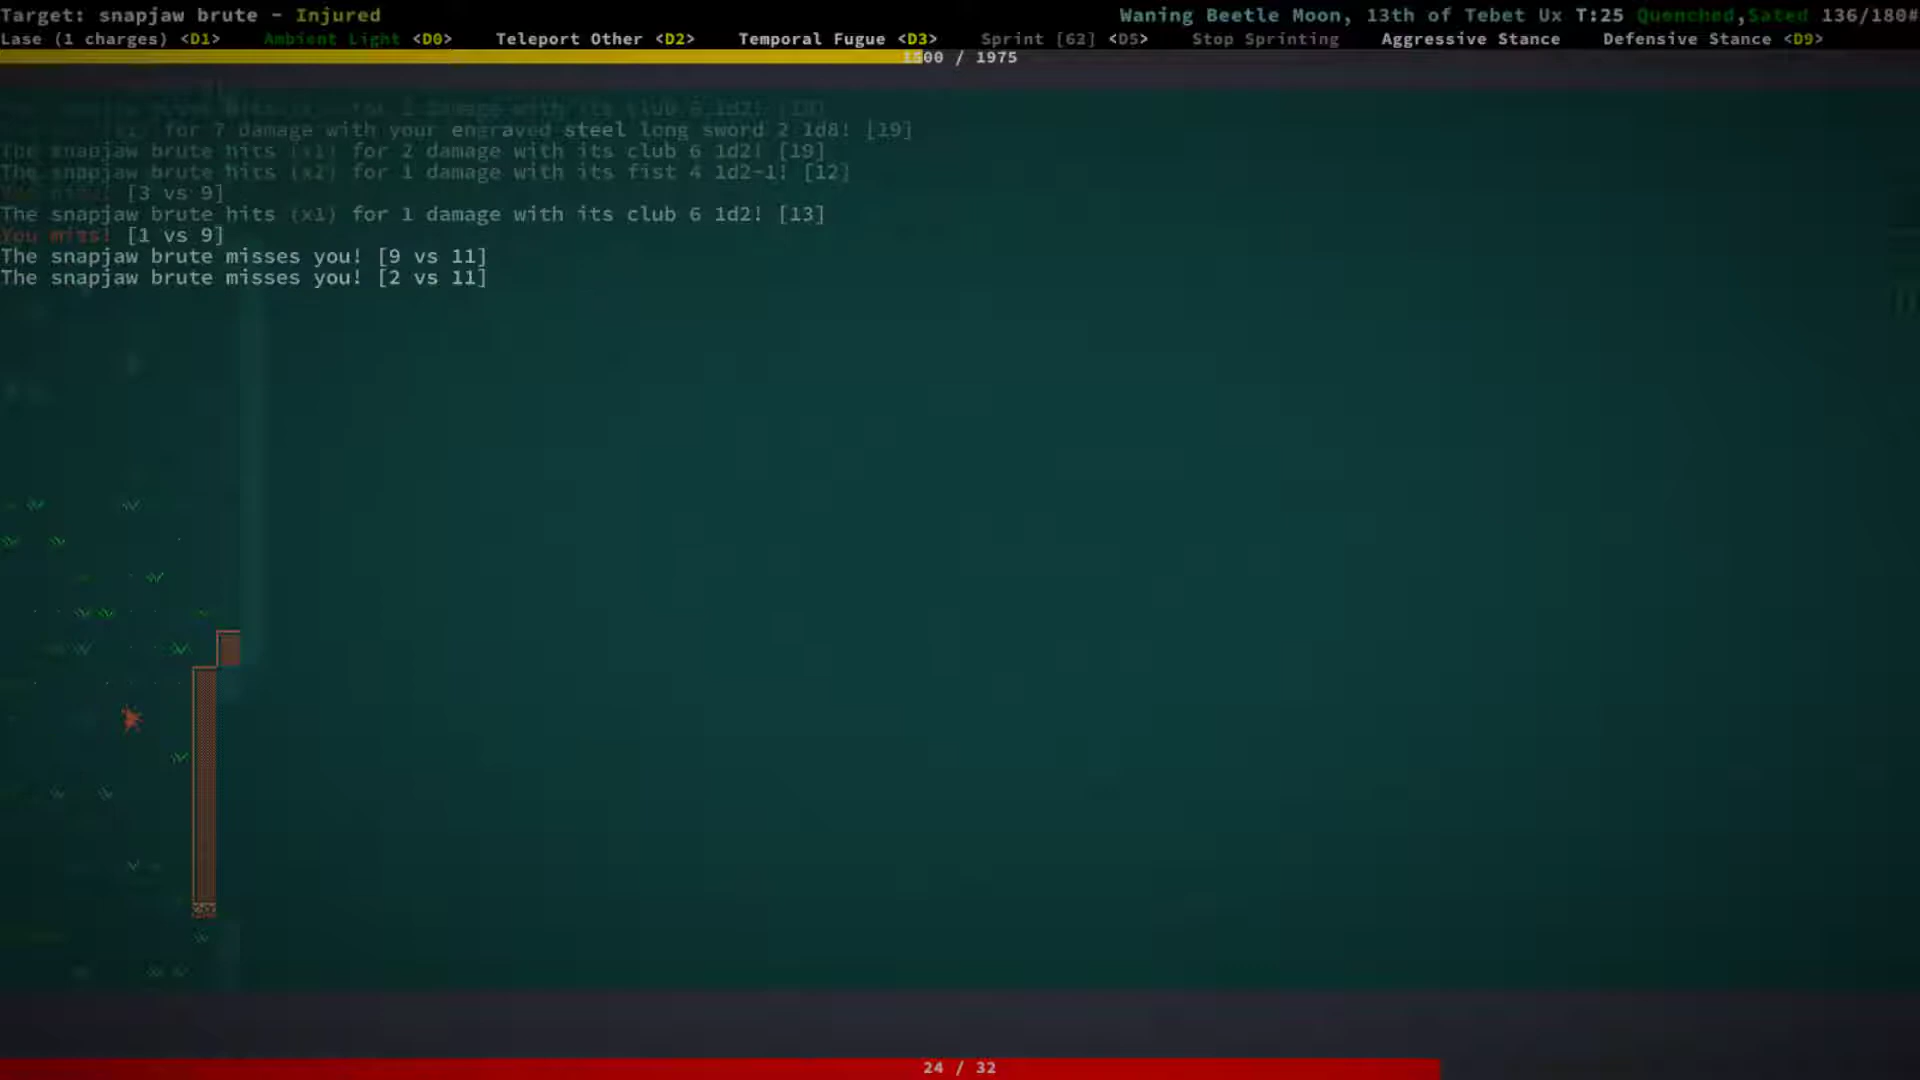 Target: snapjaw brute - Injured
Waning Beetle Moon, 13th of Tebet Ux T:25 Quenched,Sated 136/180#
Lase (1 charges) <D1> Ambient Light <D0> Teleport Other <D2> Temporal Fugue <D3> Sprint [62] <D5> Stop Sprinting Aggressive Stance Defensive Stance <D9>
/ 1975
for 7 damage with your engraved steel long sword 2 1d8! [19]
The snapjaw brute hits (x1) for 2 damage with its club 6 1d2! [19]
The snapjaw brute hits (x2) for 1 damage with its fist 4 1d2-1! [12]
[3 vs 9]
The snapjaw brute hits (x1) for 1 damage with its club 6 1d2! [13]
You miss! [1 vs 9]
The snapjaw brute misses you! [9 vs 11]
The snapjaw brute misses you! [2 vs 11]
24 / 32